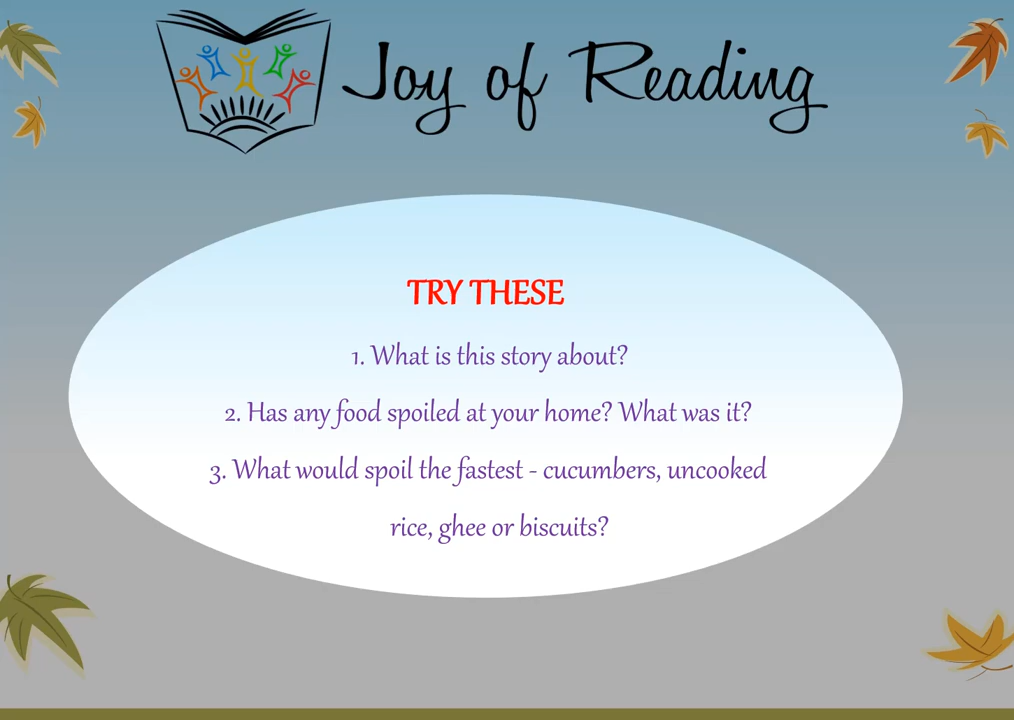 Joy of Reading
TRY THESE
1. What is this story about?
2. Has any food spoiled at your home? What was it?
3. What would spoil the fastest - cucumbers, uncooked
rice, ghee or biscuits?